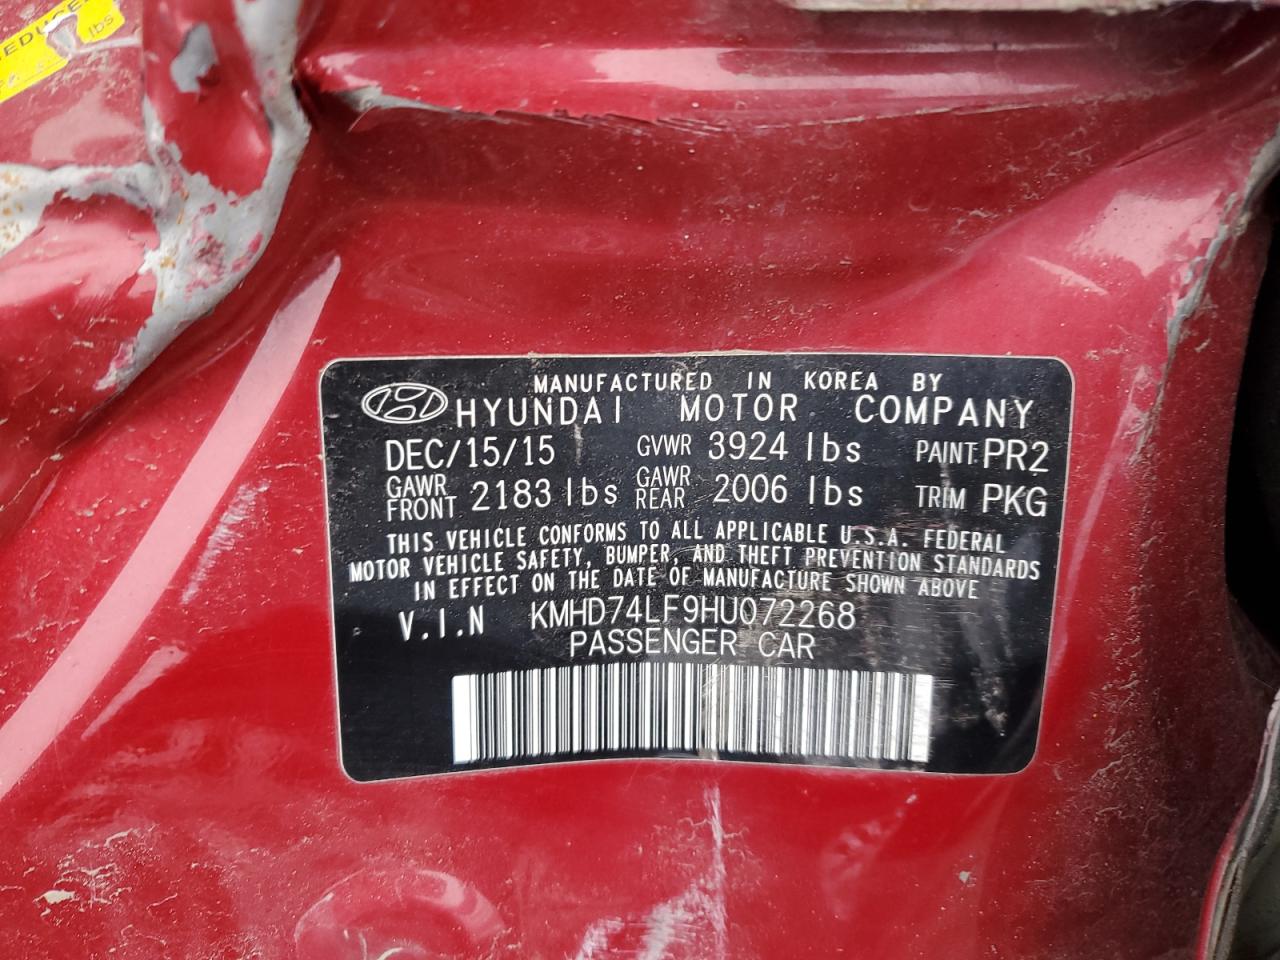 lbs
MANUFACTURED IN KOREA BY
HYUNDAI MOTOR COMPANY
DEC/15/15 GVWR 3924 lbs PAINT: PR2
GAWR FRONT 2183 lbs GAWR REAR 2006 lbs TRIM PKG
THIS VEHICLE CONFORMS TO ALL APPLICABLE U.S.A. FEDERAL
MOTOR VEHICLE SAFETY, BUMPER, AND THEFT PREVENTION STANDARDS
IN EFFECT ON THE DATE OF MANUFACTURE SHOWN ABOVE
V.I.N KMHD74LF9HU072268
PASSENGER CAR